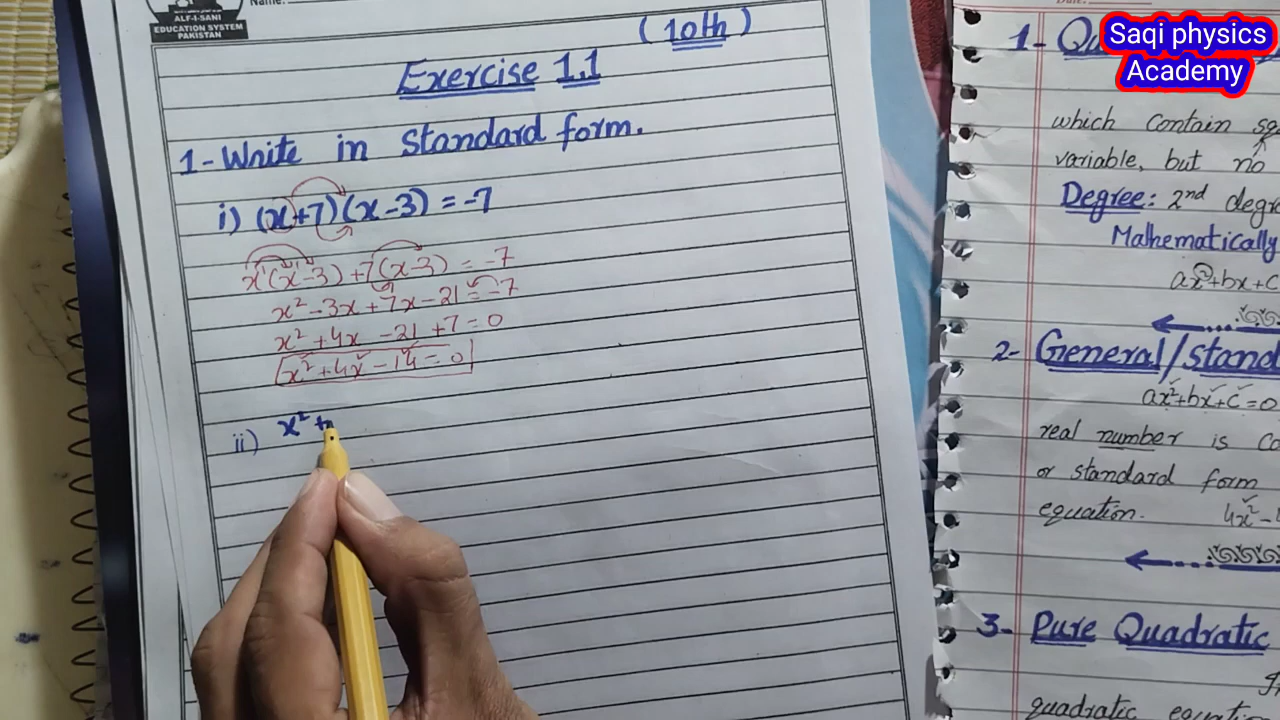 ALF-I-SANI
EDUCATION SYSTEM
PAKISTAN
Name:
(10th)
Exercise 1.1
1- Write in standard form.
i) (x+7)(x-3) = -7
x(x-3) +7(x-3) = -7
x² -3x +7x -21 = -7
x² +4x -21 +7 = 0
x² +4x -14 = 0
ii) x² +
Saqi physics
Academy
1-
which contain
variable, but no
Degree: 2nd
Mathematically
ax²+bx+c
2- General/
ax²+bx+c=0
real number is
or standard form
equation. 4x² -
3- Pure Quadratic
quadratic